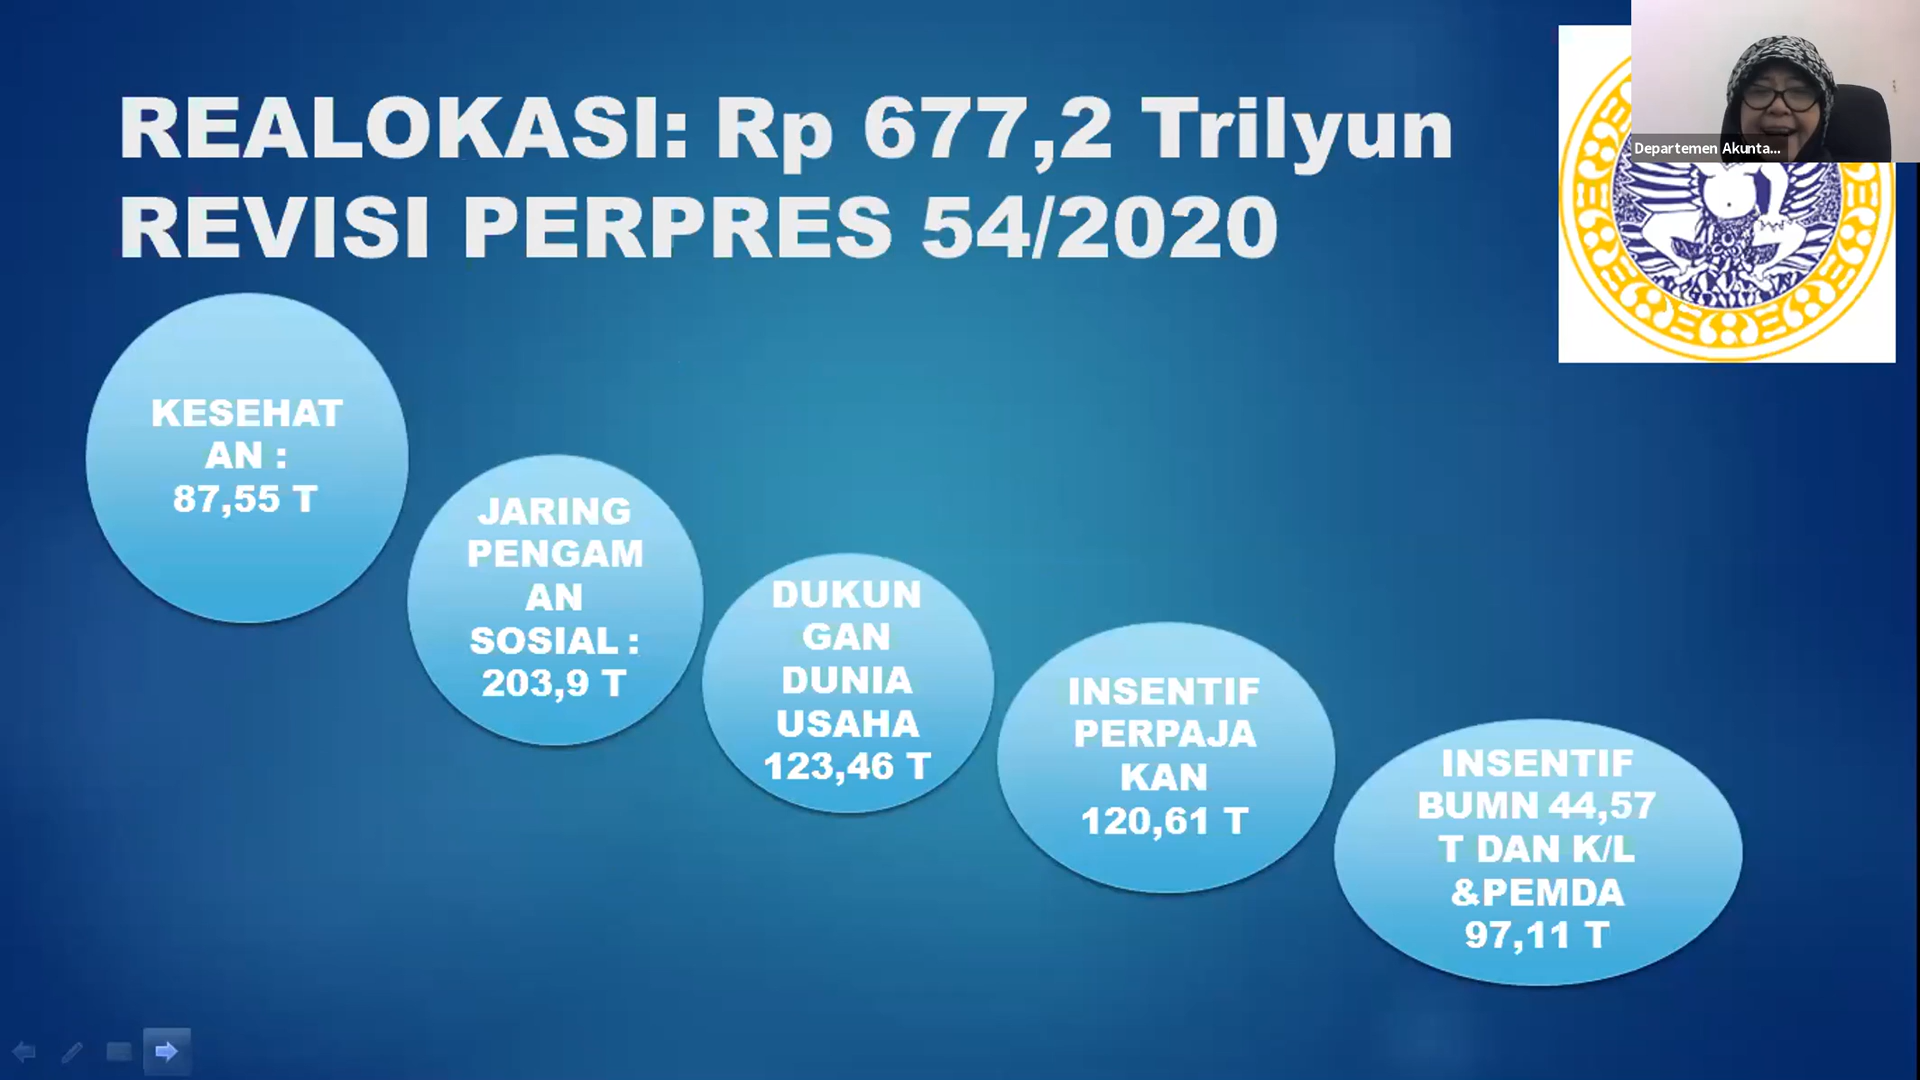 REALOKASI: Rp 677,2 Trilyun
REVISI PERPRES 54/2020
Departemen Akunta...
KESEHAT
AN :
87,55 T
JARING
PENGAM
AN
SOSIAL :
203,9 T
DUKUN
GAN
DUNIA
USAHA
123,46 T
INSENTIF
PERPAJA
KAN
120,61 T
INSENTIF
BUMN 44,57
T DAN K/L
&PEMDA
97,11 T